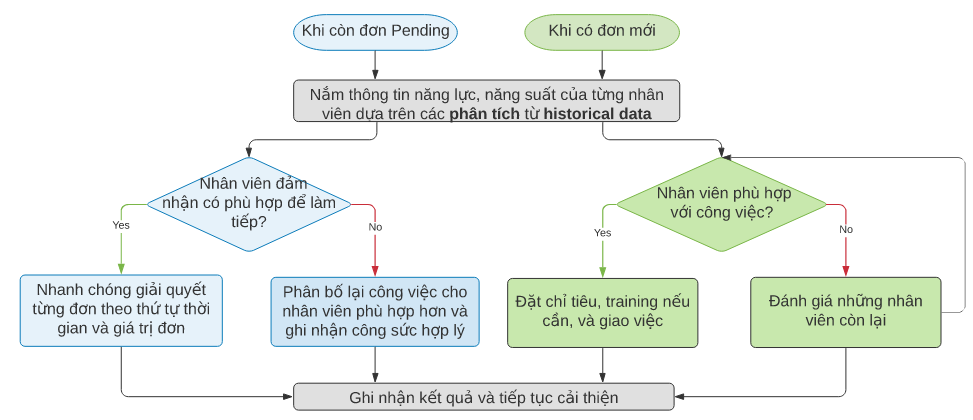 Khi còn đơn Pending
Khi có đơn mới
Nắm thông tin năng lực, năng suất của từng nhân
viên dựa trên các phân tích từ historical data
Nhân viên đảm
nhận có phù hợp để làm
tiếp?
Nhân viên phù hợp
với công việc?
Yes
No
Yes
No
Nhanh chóng giải quyết
từng đơn theo thứ tự thời
gian và giá trị đơn
Phân bố lại công việc cho
nhân viên phù hợp hơn và
ghi nhận công sức hợp lý
Đặt chỉ tiêu, training nếu
cần, và giao việc
Đánh giá những nhân
viên còn lại
Ghi nhận kết quả và tiếp tục cải thiện